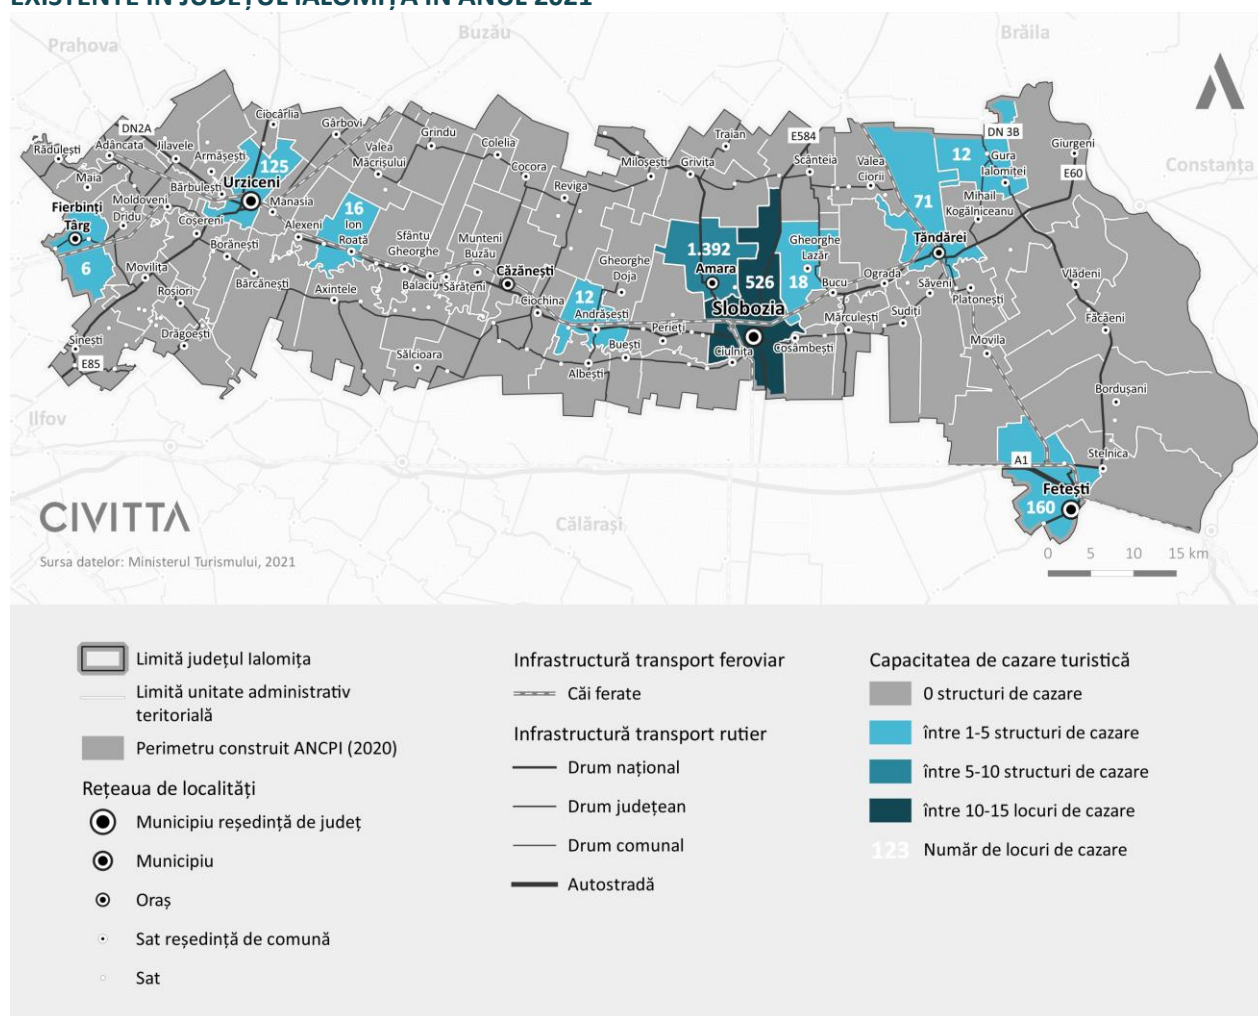 EXISTENTE ÎN JUDEȚUL IALOMIȚA ÎN ANUL 2021
Prahova
Buzău
Brăila
Constanța
Ilfov
Călărași
DN2A
Rădulești
Adâncata
Jilavele
Ciocârlia
Armășești
Gârbovi
Maia
Bărbulești
125
Urziceni
Fierbinți
Târg
Moldoveni
Dridu
Coșereni
Manasia
6
Borănești
Movilița
Bărcănești
Roșiori
Drăgoești
Sinești
E85
Valea
Măcrișului
Grindu
Colelia
Cocora
Reviga
16
Ion
Roată
Alexeni
Sfântu
Gheorghe
Munteni
Buzău
Balaciu
Sărățeni
Axintele
Căzănești
Sălcioara
Ciochina
Gheorghe
Doja
12
Andrășești
Perieți
Buești
Albești
Miloșești
Grivița
Traian
E584
Scânteia
Valea
Ciorii
1.392
Amara
526
Gheorghe
Lazăr
18
Bucu
Slobozia
Ciulnița
Cosâmbești
Mărculești
Ograda
Sudiți
Săveni
71
Țăndărei
12
DN 3B
Gura
Ialomiței
Mihail
Kogălniceanu
Giurgeni
E60
Platonești
Vlădeni
Făcăeni
Movila
Bordușani
Stelnica
A1
Fetești
160
CIVITTA
Sursa datelor: Ministerul Turismului, 2021
0 5 10 15 km
Limită județul Ialomița
Limită unitate administrativ
teritorială
Perimetru construit ANCPI (2020)
Rețeaua de localități
Municipiu reședință de județ
Municipiu
Oraș
Sat reședință de comună
Sat
Infrastructură transport feroviar
Căi ferate
Infrastructură transport rutier
Drum național
Drum județean
Drum comunal
Autostradă
Capacitatea de cazare turistică
0 structuri de cazare
între 1-5 structuri de cazare
între 5-10 structuri de cazare
între 10-15 locuri de cazare
123 Număr de locuri de cazare